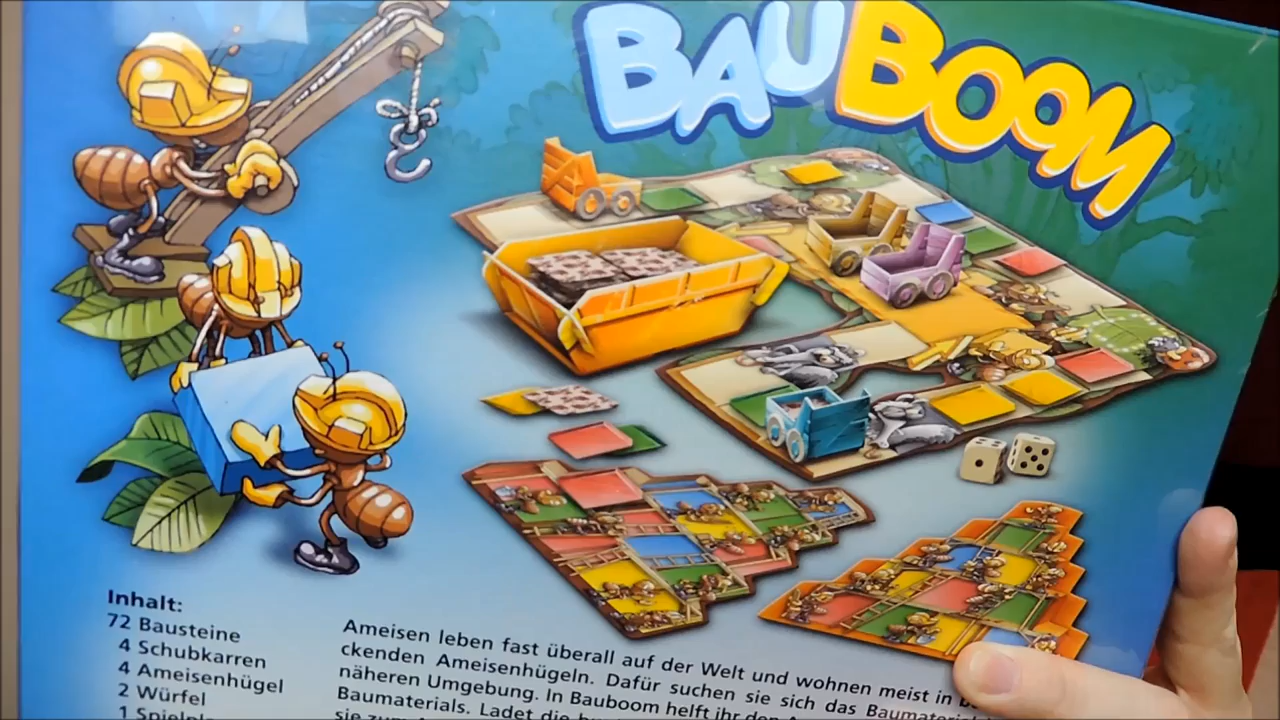 BAUBOOM
Inhalt:
72 Bausteine
4 Schubkarren
4 Ameisenhügel
2 Würfel
1
Ameisen leben fast überall auf der Welt und wohnen meist in
ckenden Ameisenhügeln. Dafür suchen sie sich das
näheren Umgebung. In Bauboom helft ihr den
Baumaterials. Ladet die
sie